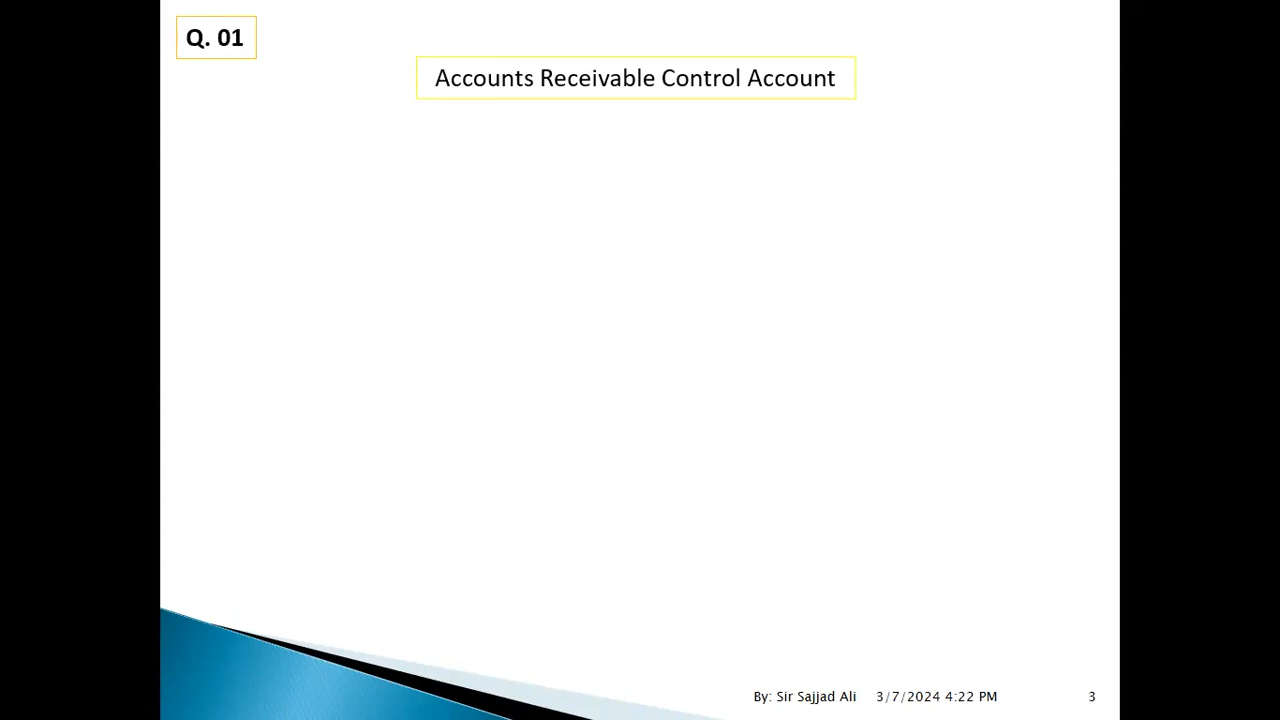 Q. 01
Accounts Receivable Control Account
By: Sir Sajjad Ali 3/7/2024 4:22 PM 3